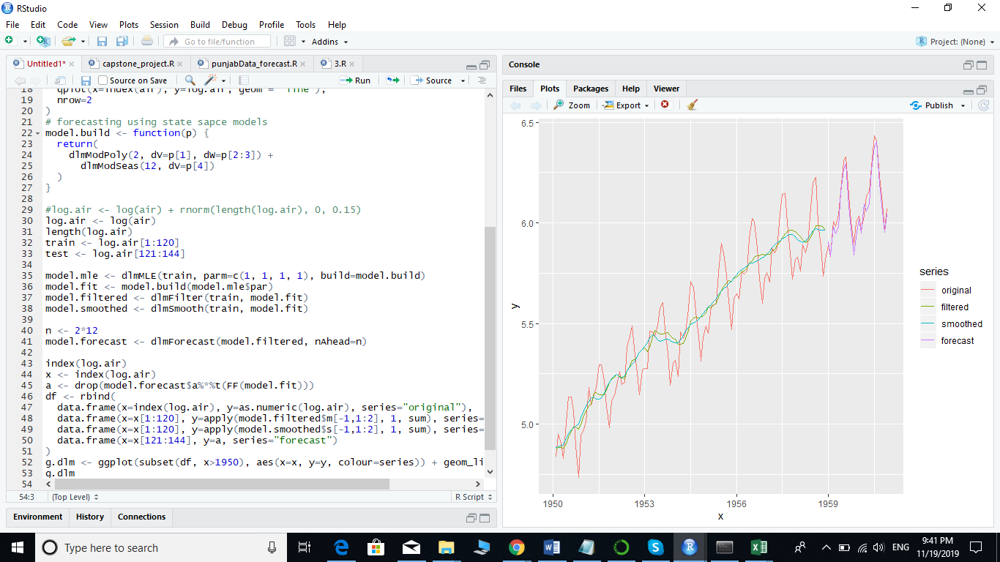 RStudio
File Edit Code View Plots Session Build Debug Profile Tools Help
Go to file/function Addins Project: (None)
Untitled1* capstone_project.R punjabData_forecast.R 3.R
Source on Save Run Source
18 qplot(x=index(air), y=log.air, geom = "line"),
19 nrow=2
20 )
21 # forecasting using state sapce models
22 model.build <- function(p) {
23 return(
24 dlmModPoly(2, dV=p[1], dW=p[2:3]) +
25 dlmModSeas(12, dV=p[4])
26 )
27 }
28
29 #log.air <- log(air) + rnorm(length(log.air), 0, 0.15)
30 log.air <- log(air)
31 length(log.air)
32 train <- log.air[1:120]
33 test <- log.air[121:144]
34
35 model.mle <- dlmMLE(train, parm=c(1, 1, 1, 1), build=model.build)
36 model.fit <- model.build(model.mle$par)
37 model.filtered <- dlmFilter(train, model.fit)
38 model.smoothed <- dlmSmooth(train, model.fit)
39
40 n <- 2*12
41 model.forecast <- dlmForecast(model.filtered, nAhead=n)
42
43 index(log.air)
44 x <- index(log.air)
45 a <- drop(model.forecast$a%*%t(FF(model.fit)))
46 df <- rbind(
47 data.frame(x=index(log.air), y=as.numeric(log.air), series="original"),
48 data.frame(x=x[1:120], y=apply(model.filtered$m[-1,1:2], 1, sum), series=
49 data.frame(x=x[1:120], y=apply(model.smoothed$s[-1,1:2], 1, sum), series=
50 data.frame(x=x[121:144], y=a, series="forecast")
51 )
52 g.dlm <- ggplot(subset(df, x>1950), aes(x=x, y=y, colour=series)) + geom_li
53 g.dlm
54
54:3 (Top Level) R Script
Environment History Connections
Console
Files Plots Packages Help Viewer
Zoom Export Publish
6.5
6.0
5.5
5.0
y
1950 1953 1956 1959
x
series
original
filtered
smoothed
forecast
Type here to search
ENG
9:41 PM
11/19/2019